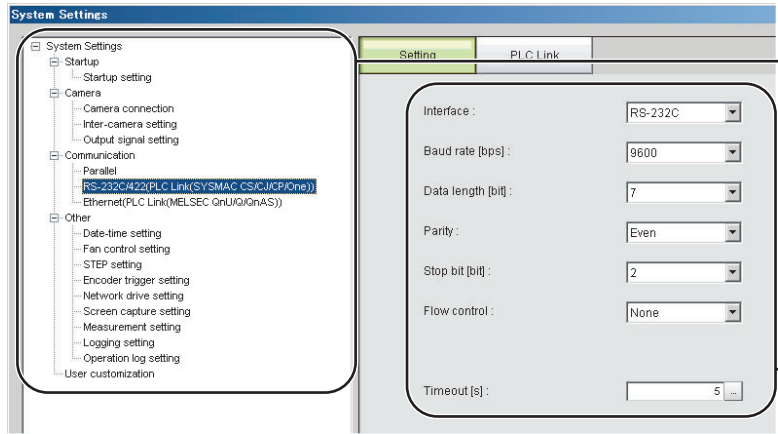 System Settings
System Settings
Startup
Startup setting
Camera
Camera connection
Inter-camera setting
Output signal setting
Communication
Parallel
RS-232C/422(PLC Link(SYSMAC CS/CJ/CP/One))
Ethernet(PLC Link(MELSEC QnU/Q/QnAS))
Other
Date-time setting
Fan control setting
STEP setting
Encoder trigger setting
Network drive setting
Screen capture setting
Measurement setting
Logging setting
Operation log setting
User customization
Setting PLC Link
Interface : RS-232C
Baud rate [bps] : 9600
Data length [bit] : 7
Parity : Even
Stop bit [bit] : 2
Flow control : None
Timeout [s] : 5 ...